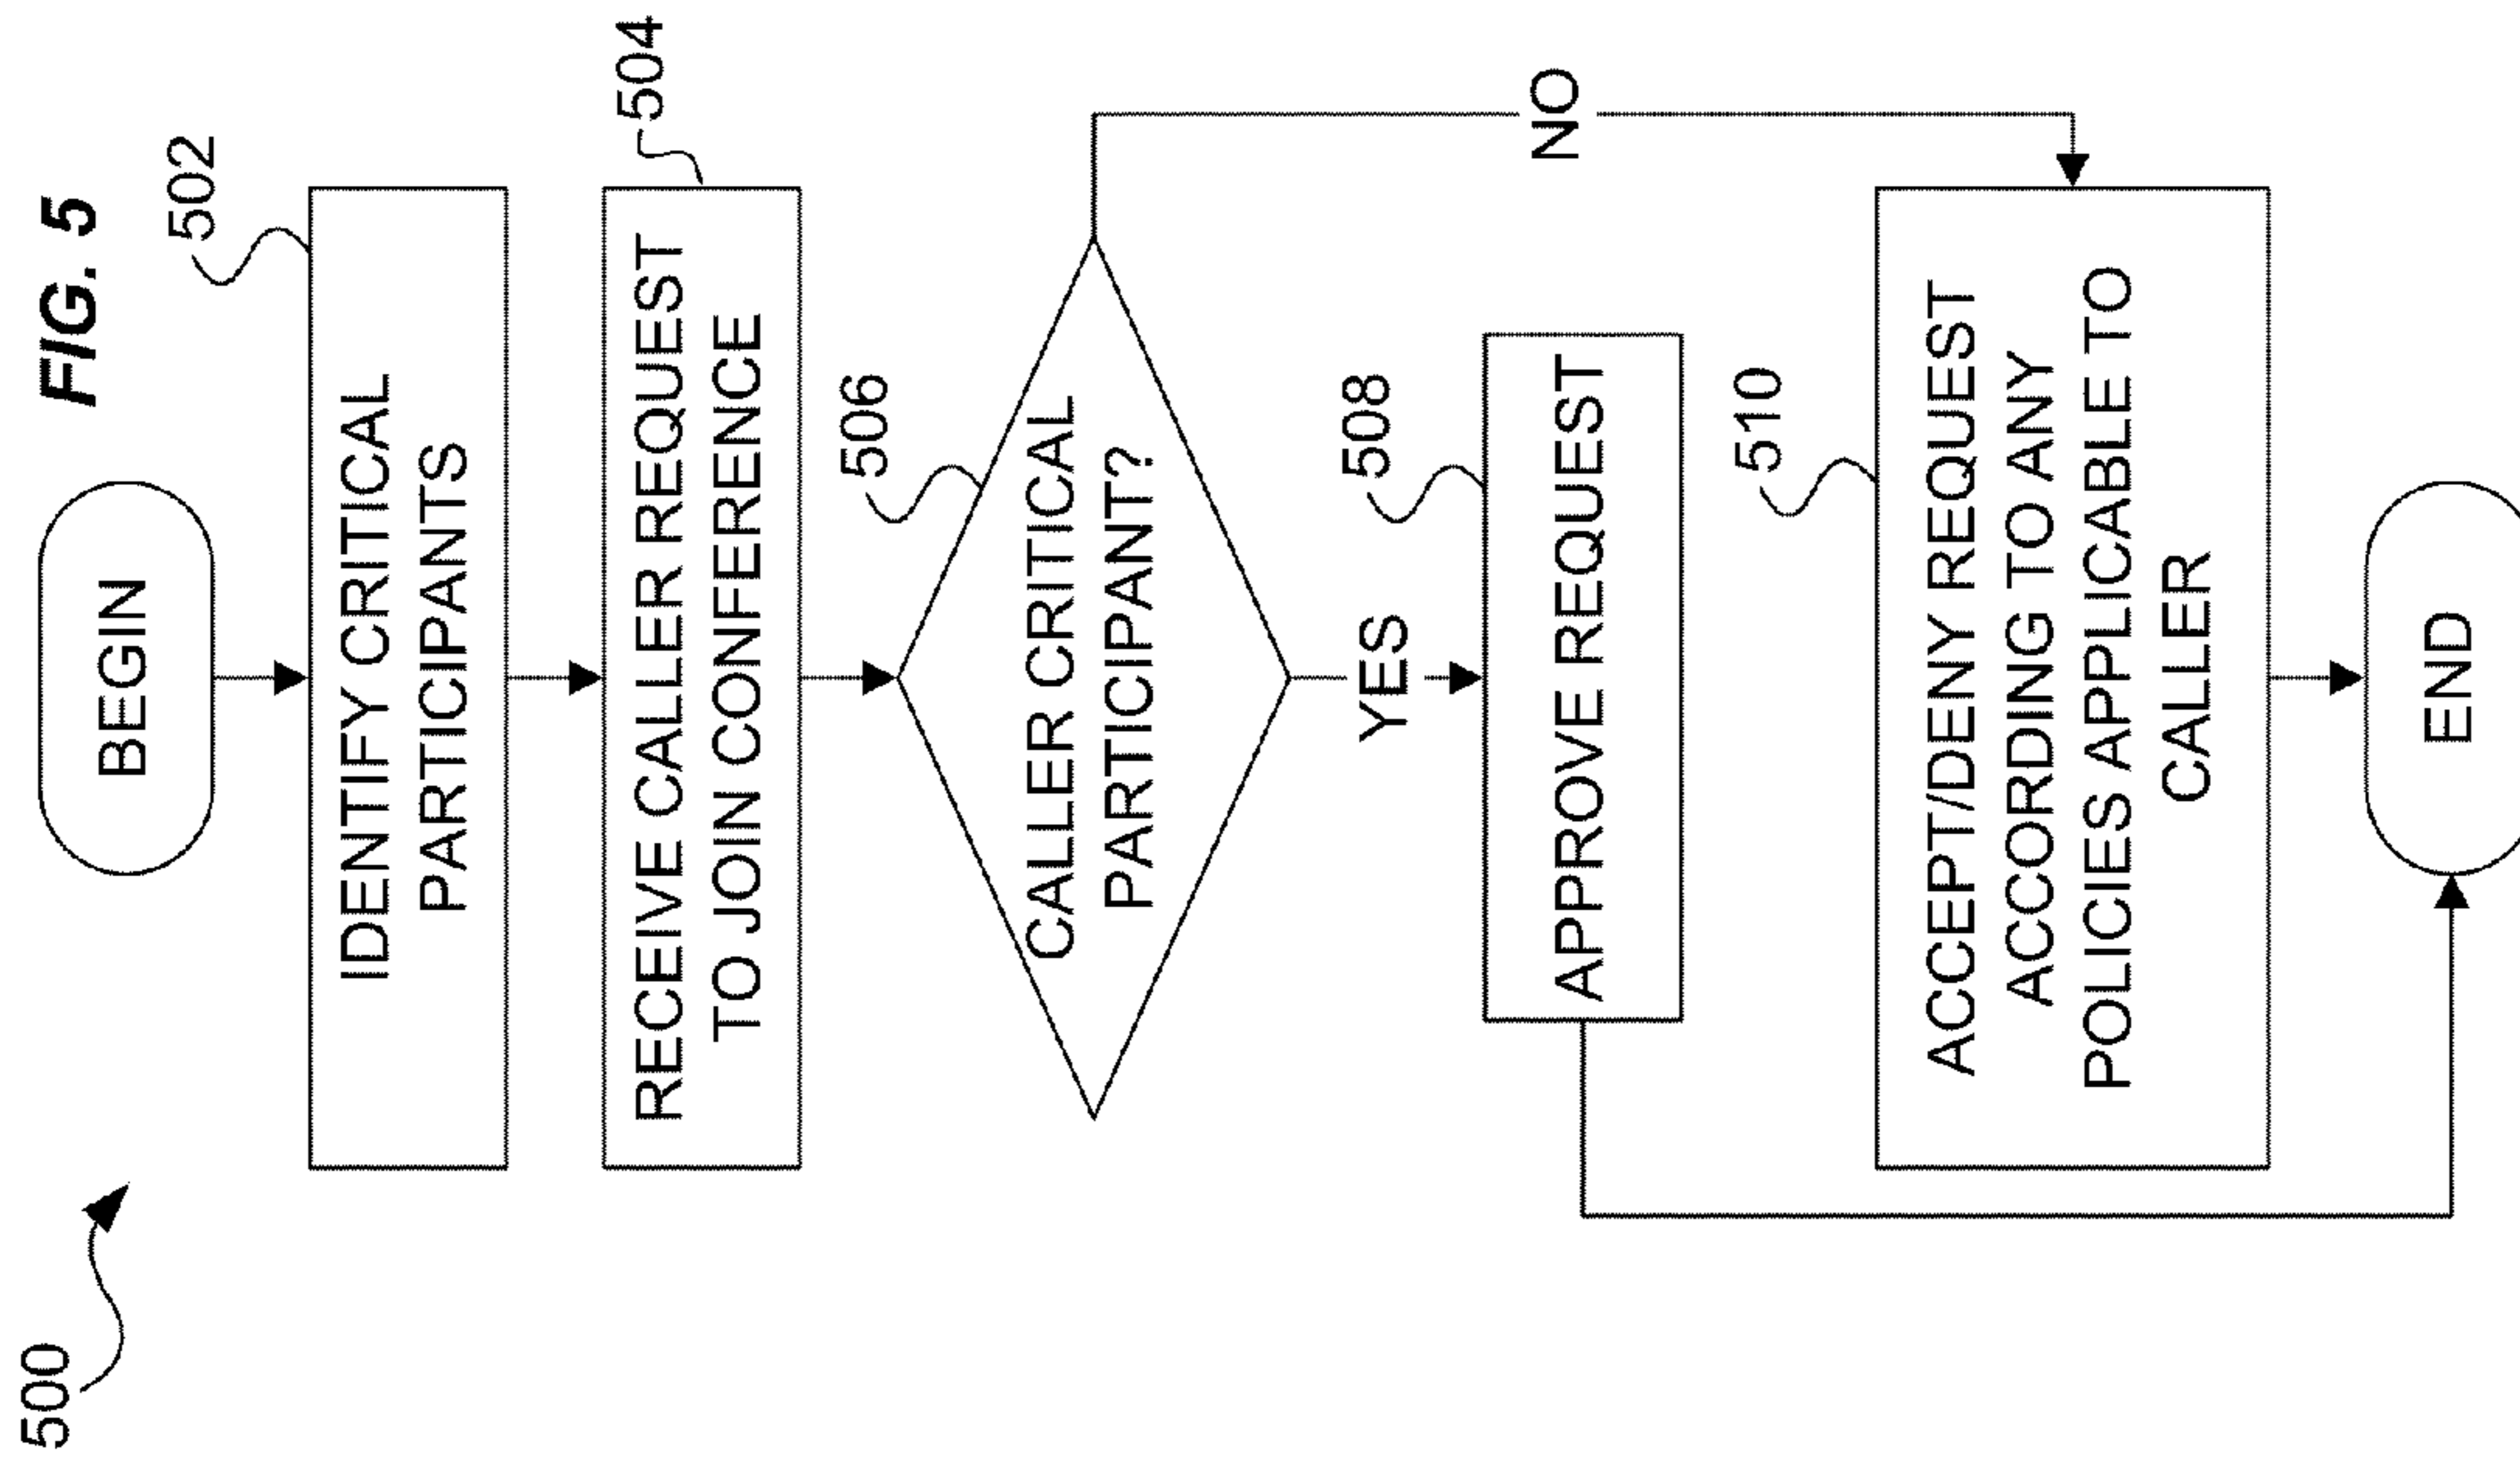 500
FIG. 5
BEGIN
502
IDENTIFY CRITICAL
PARTICIPANTS
504
RECEIVE CALLER REQUEST
TO JOIN CONFERENCE
506
CALLER CRITICAL
PARTICIPANT?
YES
NO
508
APPROVE REQUEST
510
ACCEPT/DENY REQUEST
ACCORDING TO ANY
POLICIES APPLICABLE TO
CALLER
END